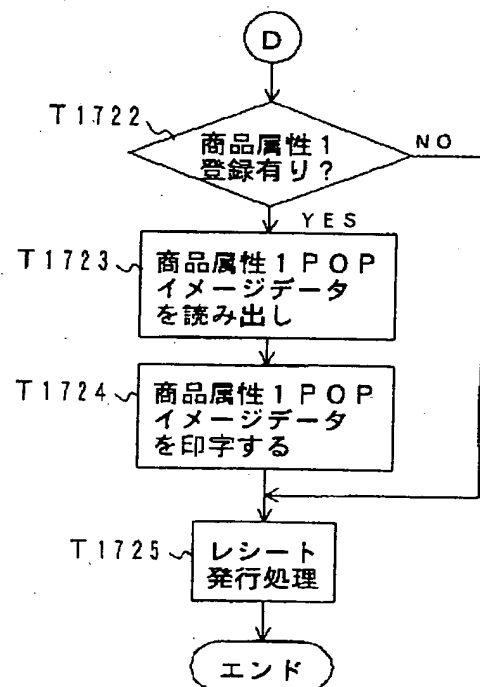 D
T1722
商品属性1
登録有り?
NO
YES
T1723
商品属性1POP
イメージデータ
を読み出し
T1724
商品属性1POP
イメージデータ
を印字する
T1725
レシート
発行処理
エンド